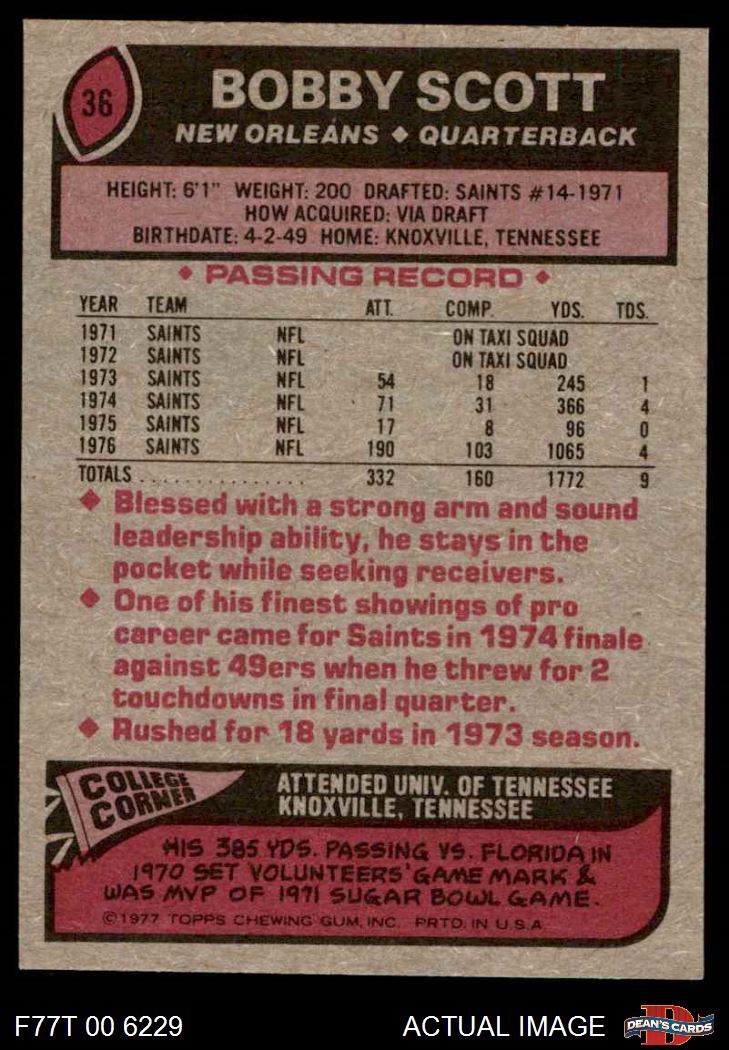 36
BOBBY SCOTT
NEW ORLEANS ◆ QUARTERBACK
HEIGHT: 6'1" WEIGHT: 200 DRAFTED: SAINTS #14-1971
HOW ACQUIRED: VIA DRAFT
BIRTHDATE: 4-2-49 HOME: KNOXVILLE, TENNESSEE
◆ PASSING RECORD ◆
YEAR TEAM ATT. COMP. YDS. TDS.
1971 SAINTS NFL ON TAXI SQUAD
1972 SAINTS NFL ON TAXI SQUAD
1973 SAINTS NFL 54 18 245 1
1974 SAINTS NFL 71 31 366 4
1975 SAINTS NFL 17 8 96 0
1976 SAINTS NFL 190 103 1065 4
TOTALS . . . . . . . . . . . . . . . 332 160 1772 9
◆ Blessed with a strong arm and sound
leadership ability, he stays in the
pocket while seeking receivers.
◆ One of his finest showings of pro
career came for Saints in 1974 finale
against 49ers when he threw for 2
touchdowns in final quarter.
◆ Rushed for 18 yards in 1973 season.
COLLEGE
CORNER
ATTENDED UNIV. OF TENNESSEE
KNOXVILLE, TENNESSEE
HIS 385 YDS. PASSING VS. FLORIDA IN
1970 SET VOLUNTEERS' GAME MARK &
WAS MVP OF 1971 SUGAR BOWL GAME.
©1977 TOPPS CHEWING GUM, INC. PRTD. IN U.S.A.
F77T 00 6229
ACTUAL IMAGE
D
DEAN'S CARDS